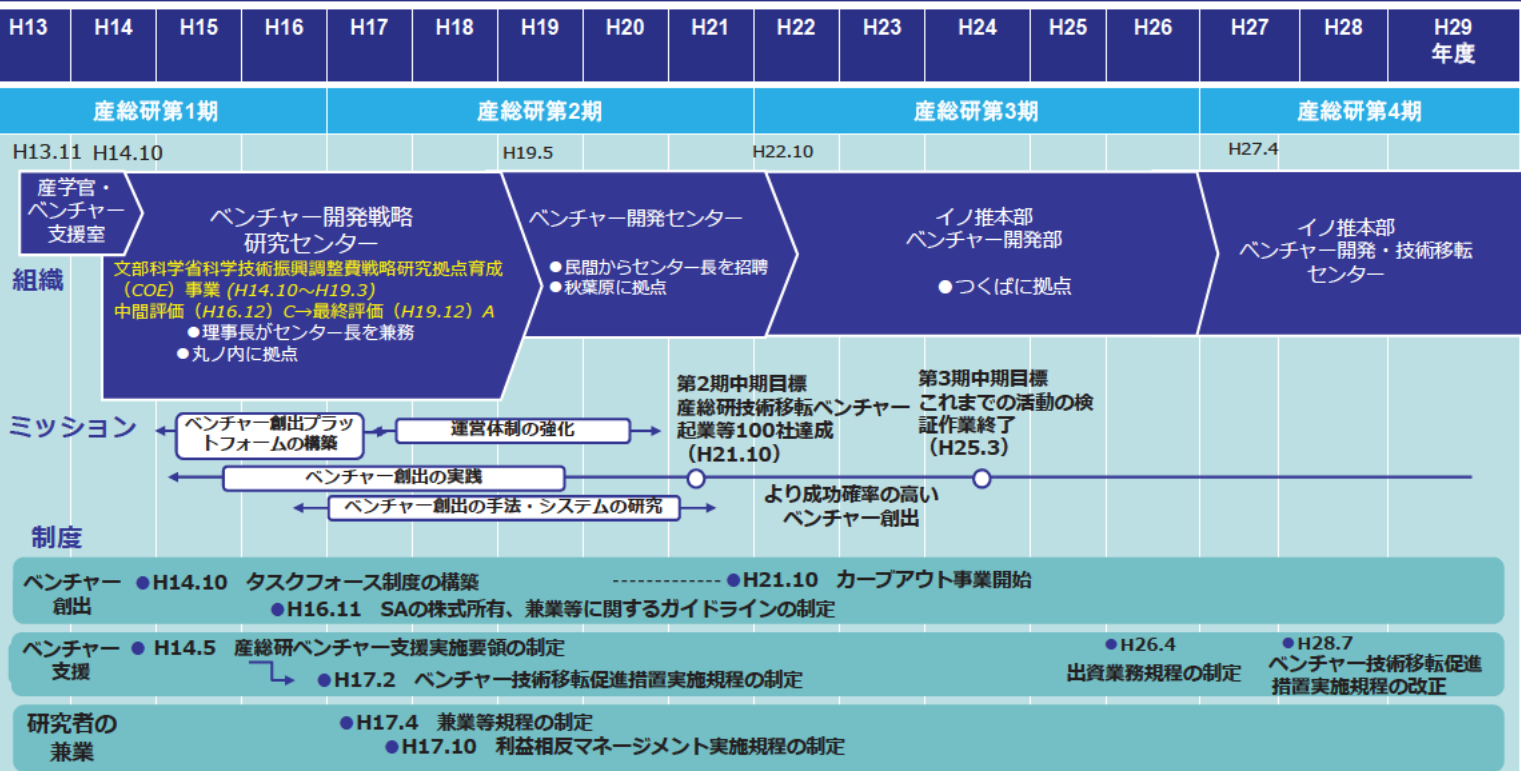 H13 H14 H15 H16 H17 H18 H19 H20 H21 H22 H23 H24 H25 H26 H27 H28 H29
年度
産総研第1期 産総研第2期 産総研第3期 産総研第4期
H13.11 H14.10 H19.5 H22.10 H27.4
組織
産学官・
ベンチャー
支援室
ベンチャー開発戦略
研究センター
文部科学省科学技術振興調整費戦略研究拠点育成
（COE）事業 (H14.10～H19.3)
中間評価（H16.12）C→最終評価（H19.12）A
●理事長がセンター長を兼務
●丸ノ内に拠点
ベンチャー開発センター
●民間からセンター長を招聘
●秋葉原に拠点
イノ推本部
ベンチャー開発部
●つくばに拠点
イノ推本部
ベンチャー開発・技術移転
センター
ミッション
ベンチャー創出プラッ
トフォームの構築
運営体制の強化
ベンチャー創出の実践
ベンチャー創出の手法・システムの研究
第2期中期目標
産総研技術移転ベンチャー
起業等100社達成
（H21.10）
より成功確率の高い
ベンチャー創出
第3期中期目標
これまでの活動の検
証作業終了
（H25.3）
制度
ベンチャー
創出
●H14.10 タスクフォース制度の構築
●H21.10 カーブアウト事業開始
●H16.11 SAの株式所有、兼業等に関するガイドラインの制定
ベンチャー
支援
● H14.5 産総研ベンチャー支援実施要領の制定
●H17.2 ベンチャー技術移転促進措置実施規程の制定
●H26.4
出資業務規程の制定
●H28.7
ベンチャー技術移転促進
措置実施規程の改正
研究者の
兼業
●H17.4 兼業等規程の制定
●H17.10 利益相反マネージメント実施規程の制定